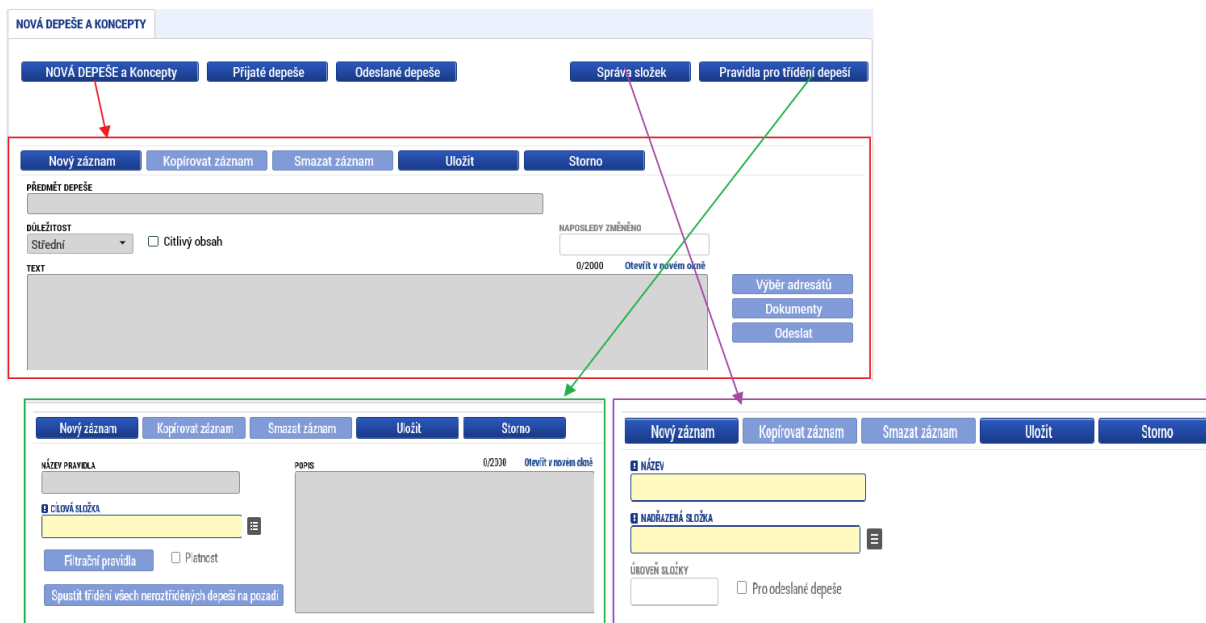 NOVÁ DEPEŠE A KONCEPTY
NOVÁ DEPEŠE a Koncepty Přijaté depeše Odeslané depeše Správa složek Pravidla pro třídění depeší
Nový záznam Kopírovat záznam Smazat záznam Uložit Storno
PŘEDMĚT DEPEŠE
DŮLEŽITOST
Střední Citlivý obsah
NAPOSLEDY ZMĚNĚNO
TEXT 0/2000 Otevřít v novém okně
Výběr adresátů
Dokumenty
Odeslat
Nový záznam Kopírovat záznam Smazat záznam Uložit Storno
NÁZEV PRAVIDLA
POPIS 0/2000 Otevřít v novém okně
CÍLOVÁ SLOŽKA
Filtrační pravidla Platnost
Spustit třídění všech neroztříděných depeší na pozadí
Nový záznam Kopírovat záznam Smazat záznam Uložit Storno
NÁZEV
NADŘAZENÁ SLOŽKA
ÚROVEŇ SLOŽKY
Pro odeslané depeše